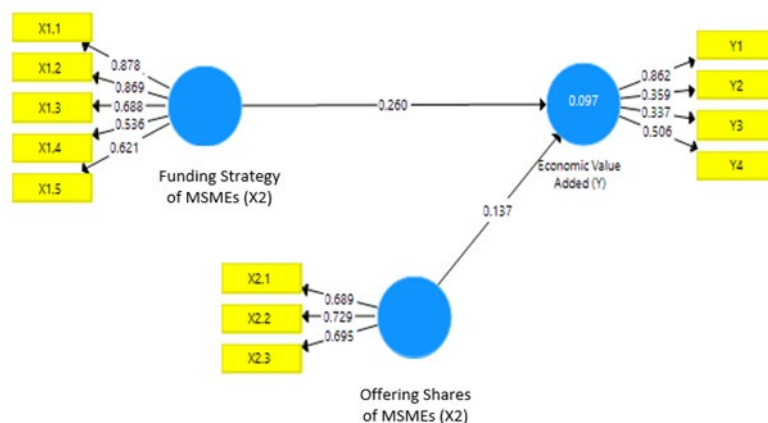 X1.1
X1.2
X1.3
X1.4
X1.5
0.878
0.869
0.688
0.536
0.621
Funding Strategy
of MSMEs (X2)
0.260
0.097
Economic Value
Added (Y)
0.862
0.359
0.337
0.506
Y1
Y2
Y3
Y4
0.137
X2.1
X2.2
X2.3
0.689
0.729
0.695
Offering Shares
of MSMEs (X2)